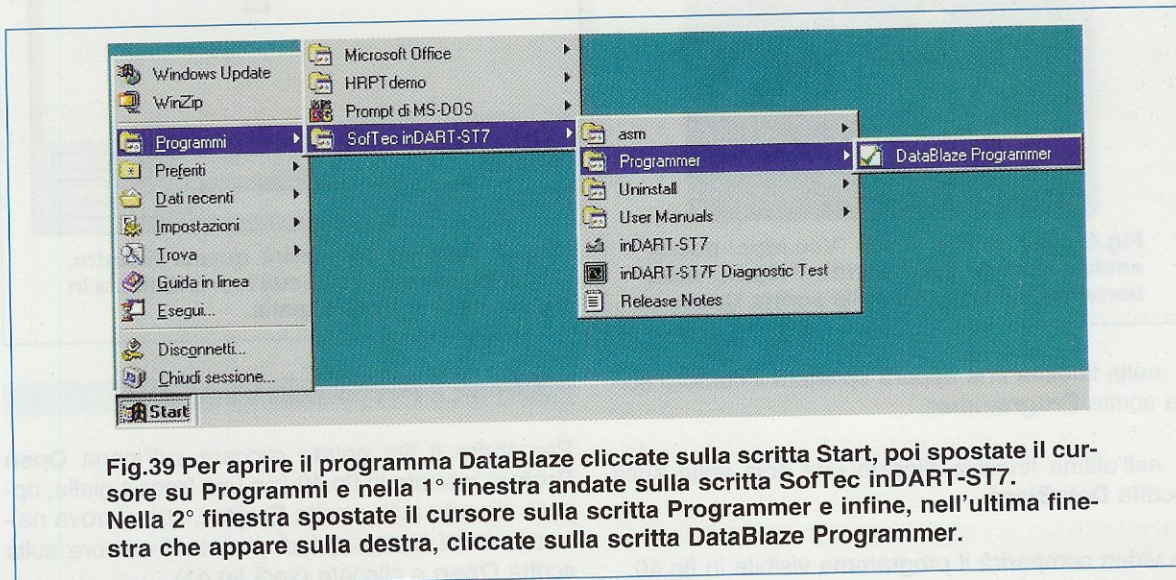 Windows Update
WinZip
Programmi
Preferiti
Dati recenti
Impostazioni
Trova
Guida in linea
Esegui...
Disconnetti...
Chiudi sessione...
Start
Microsoft Office
HRPTdemo
Prompt di MS-DOS
SofTec inDART-ST7
asm
Programmer
Uninstall
User Manuals
inDART-ST7
inDART-ST7F Diagnostic Test
Release Notes
DataBlaze Programmer
Fig.39 Per aprire il programma DataBlaze cliccate sulla scritta Start, poi spostate il cur-
sore su Programmi e nella 1° finestra andate sulla scritta SofTec inDART-ST7.
Nella 2° finestra spostate il cursore sulla scritta Programmer e infine, nell'ultima fine-
stra che appare sulla destra, cliccate sulla scritta DataBlaze Programmer.